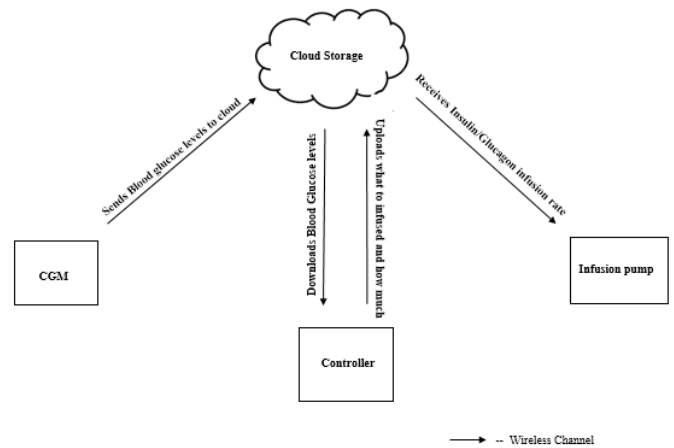 Cloud Storage
Sends Blood glucose levels to cloud
Downloads Blood Glucose levels
Uploads what to infused and how much
Receives Insulin/Glucagon infusion rate
CGM
Infusion pump
Controller
-- Wireless Channel